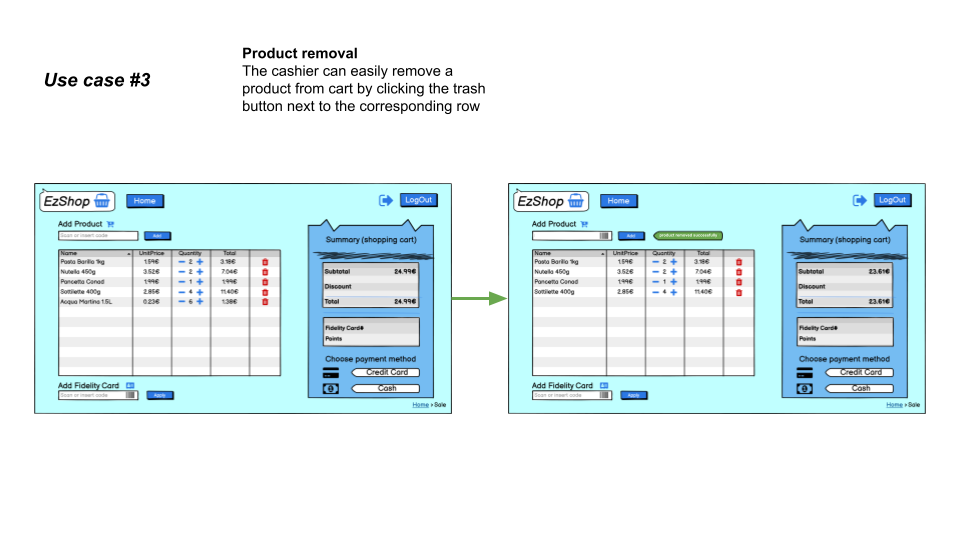 Use case #3
Product removal
The cashier can easily remove a
product from cart by clicking the trash
button next to the corresponding row
EzShop
Home
LogOut
Add Product
Scan or insert code
Add
Name UnitPrice Quantity Total
Pasta Barilla 1kg 1.59€ 2 3.18€
Nutella 450g 3.52€ 2 7.04€
Pancetta Conad 1.99€ 1 1.99€
Sottilette 400g 2.85€ 4 11.40€
Acqua Martina 1.5L 0.23€ 6 1.38€
Add Fidelity Card
Scan or insert code
Apply
Summary (shopping cart)
Subtotal 24.99€
Discount
Total 24.99€
Fidelity Card#
Points
Choose payment method
Credit Card
Cash
Home > Sale
EzShop
Home
LogOut
Add Product
Add
product removed successfully
Name UnitPrice Quantity Total
Pasta Barilla 1kg 1.59€ 2 3.18€
Nutella 450g 3.52€ 2 7.04€
Pancetta Conad 1.99€ 1 1.99€
Sottilette 400g 2.85€ 4 11.40€
Add Fidelity Card
Scan or insert code
Apply
Summary (shopping cart)
Subtotal 23.61€
Discount
Total 23.61€
Fidelity Card#
Points
Choose payment method
Credit Card
Cash
Home > Sale